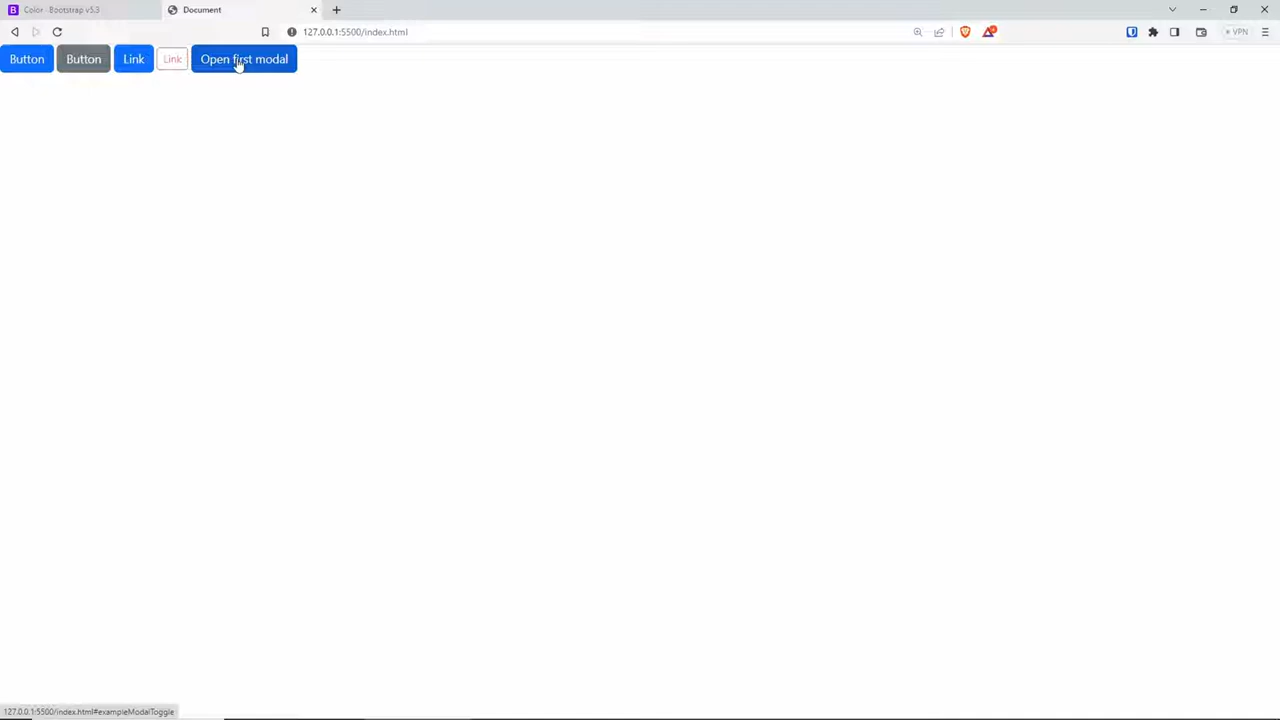 Color · Bootstrap v5.3
Document
127.0.0.1:5500/index.html
VPN
Button
Button
Link
Link
Open first modal
127.0.0.1:5500/index.html#exampleModalToggle